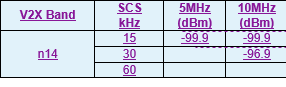 V2X Band SCS kHz 5MHz (dBm) 10MHz (dBm)
n14 15 -99.9 -99.9
30 -96.9
60